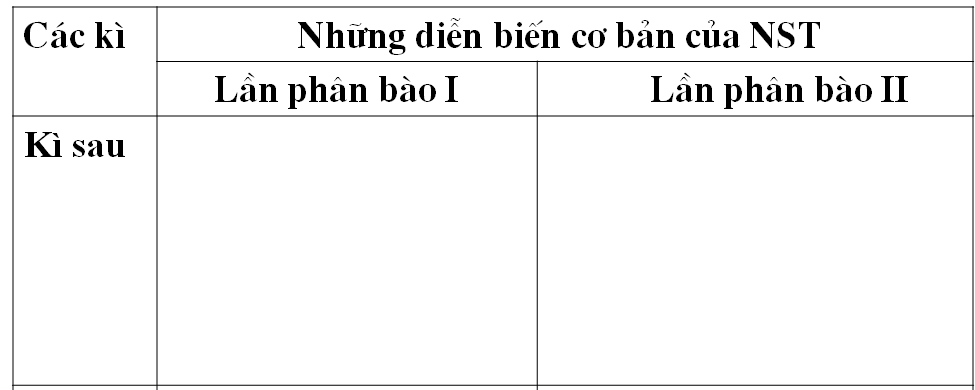 Các kì
Những diễn biến cơ bản của NST
Lần phân bào I
Lần phân bào II
Kì sau